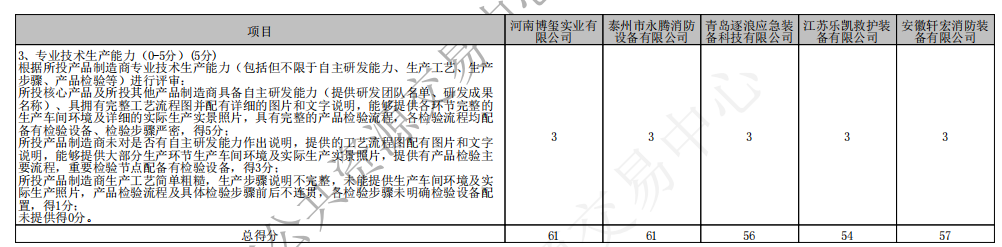 项目
河南博玺实业有限公司
泰州市永腾消防设备有限公司
青岛逐浪应急装备科技有限公司
江苏乐凯救护装备有限公司
安徽轩宏消防装备有限公司
3、专业技术生产能力（0-5分）(5分)
根据所投产品制造商专业技术生产能力（包括但不限于自主研发能力、生产工艺、生产
步骤、产品检验等）进行评审：
所投核心产品及所投其他产品制造商具备自主研发能力（提供研发团队名单、研发成果
名称）、具拥有完整工艺流程图并配有详细的图片和文字说明，能够提供各环节完整的
生产车间环境及详细的实际生产实景照片，具有完整的产品检验流程，各检验流程均配
备有检验设备、检验步骤严密，得5分；
所投产品制造商未对是否有自主研发能力作出说明，提供的工艺流程图配有图片和文字
说明，能够提供大部分生产环节生产车间环境及实际生产实景照片，提供有产品检验主
要流程，重要检验节点配备有检验设备，得3分；
所投产品制造商生产工艺简单粗糙，生产步骤说明不完整，未能提供生产车间环境及实
际生产照片，产品检验流程及具体检验步骤前后不连贯，各检验步骤未明确检验设备配
置，得1分；
未提供得0分。
3 3 3 3 3
总得分 61 61 56 54 57
公共资源交易中心
交易中心